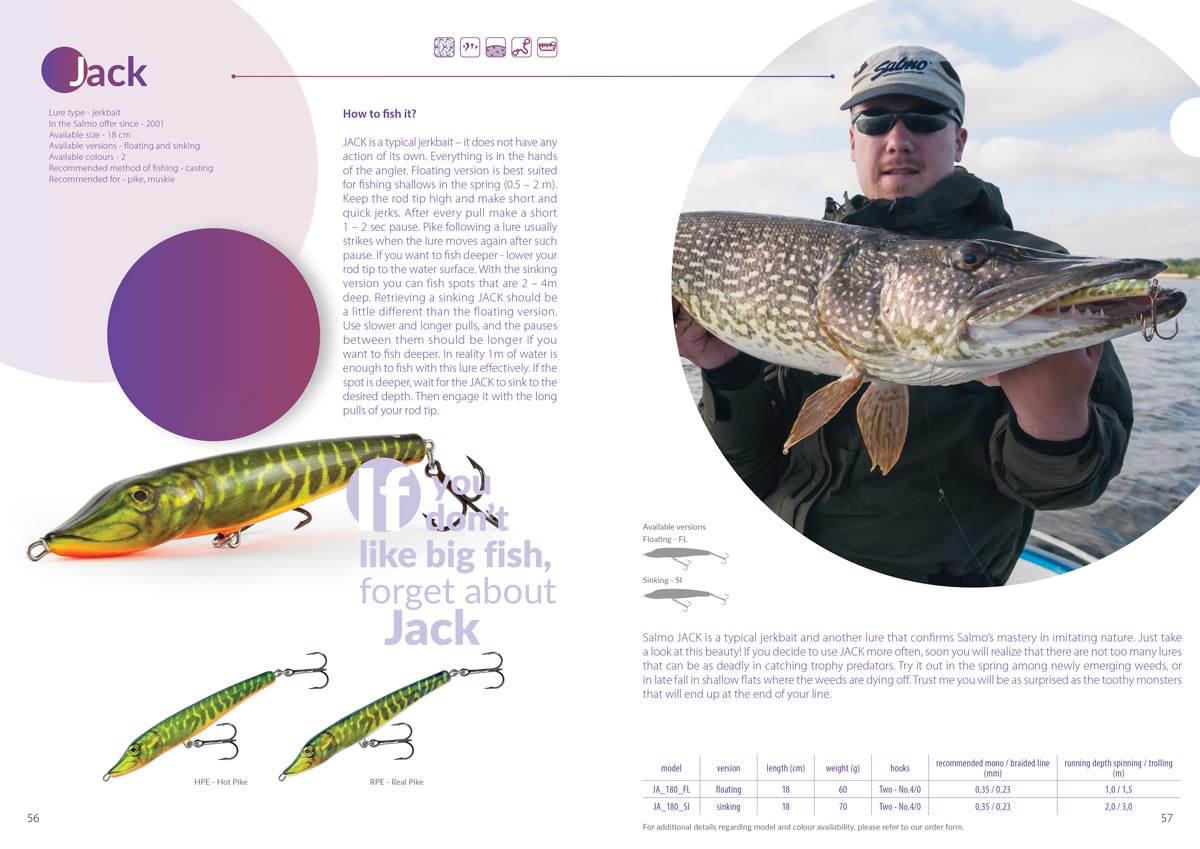 Jack
Lure type - jerkbait
In the Salmo offer since - 2001
Available size - 18 cm
Available versions - floating and sinking
Available colours - 2
Recommended method of fishing - casting
Recommended for - pike, muskie
How to fish it?
JACK is a typical jerkbait – it does not have any
action of its own. Everything is in the hands
of the angler. Floating version is best suited
for fishing shallows in the spring (0.5 – 2 m).
Keep the rod tip high and make short and
quick jerks. After every pull make a short
1 – 2 sec pause. Pike following a lure usually
strikes when the lure moves again after such
pause. If you want to fish deeper - lower your
rod tip to the water surface. With the sinking
version you can fish spots that are 2 – 4m
deep. Retrieving a sinking JACK should be
a little different than the floating version.
Use slower and longer pulls, and the pauses
between them should be longer if you
want to fish deeper. In reality 1m of water is
enough to fish with this lure effectively. If the
spot is deeper, wait for the JACK to sink to the
desired depth. Then engage it with the long
pulls of your rod tip.
If you
don't
like big fish,
forget about
Jack
HPE - Hot Pike
RPE - Real Pike
56
Salmo
Available versions
Floating - FL
Sinking - SI
Salmo JACK is a typical jerkbait and another lure that confirms Salmo's mastery in imitating nature. Just take
a look at this beauty! If you decide to use JACK more often, soon you will realize that there are not too many lures
that can be as deadly in catching trophy predators. Try it out in the spring among newly emerging weeds, or
in late fall in shallow flats where the weeds are dying off. Trust me you will be as surprised as the toothy monsters
that will end up at the end of your line.
model version length (cm) weight (g) hooks recommended mono / braided line (mm) running depth spinning / trolling (m)
JA_180_FL floating 18 60 Two - No.4/0 0,35 / 0,23 1,0 / 1,5
JA_180_SI sinking 18 70 Two - No.4/0 0,35 / 0,23 2,0 / 3,0
For additional details regarding model and colour availability, please refer to our order form.
57